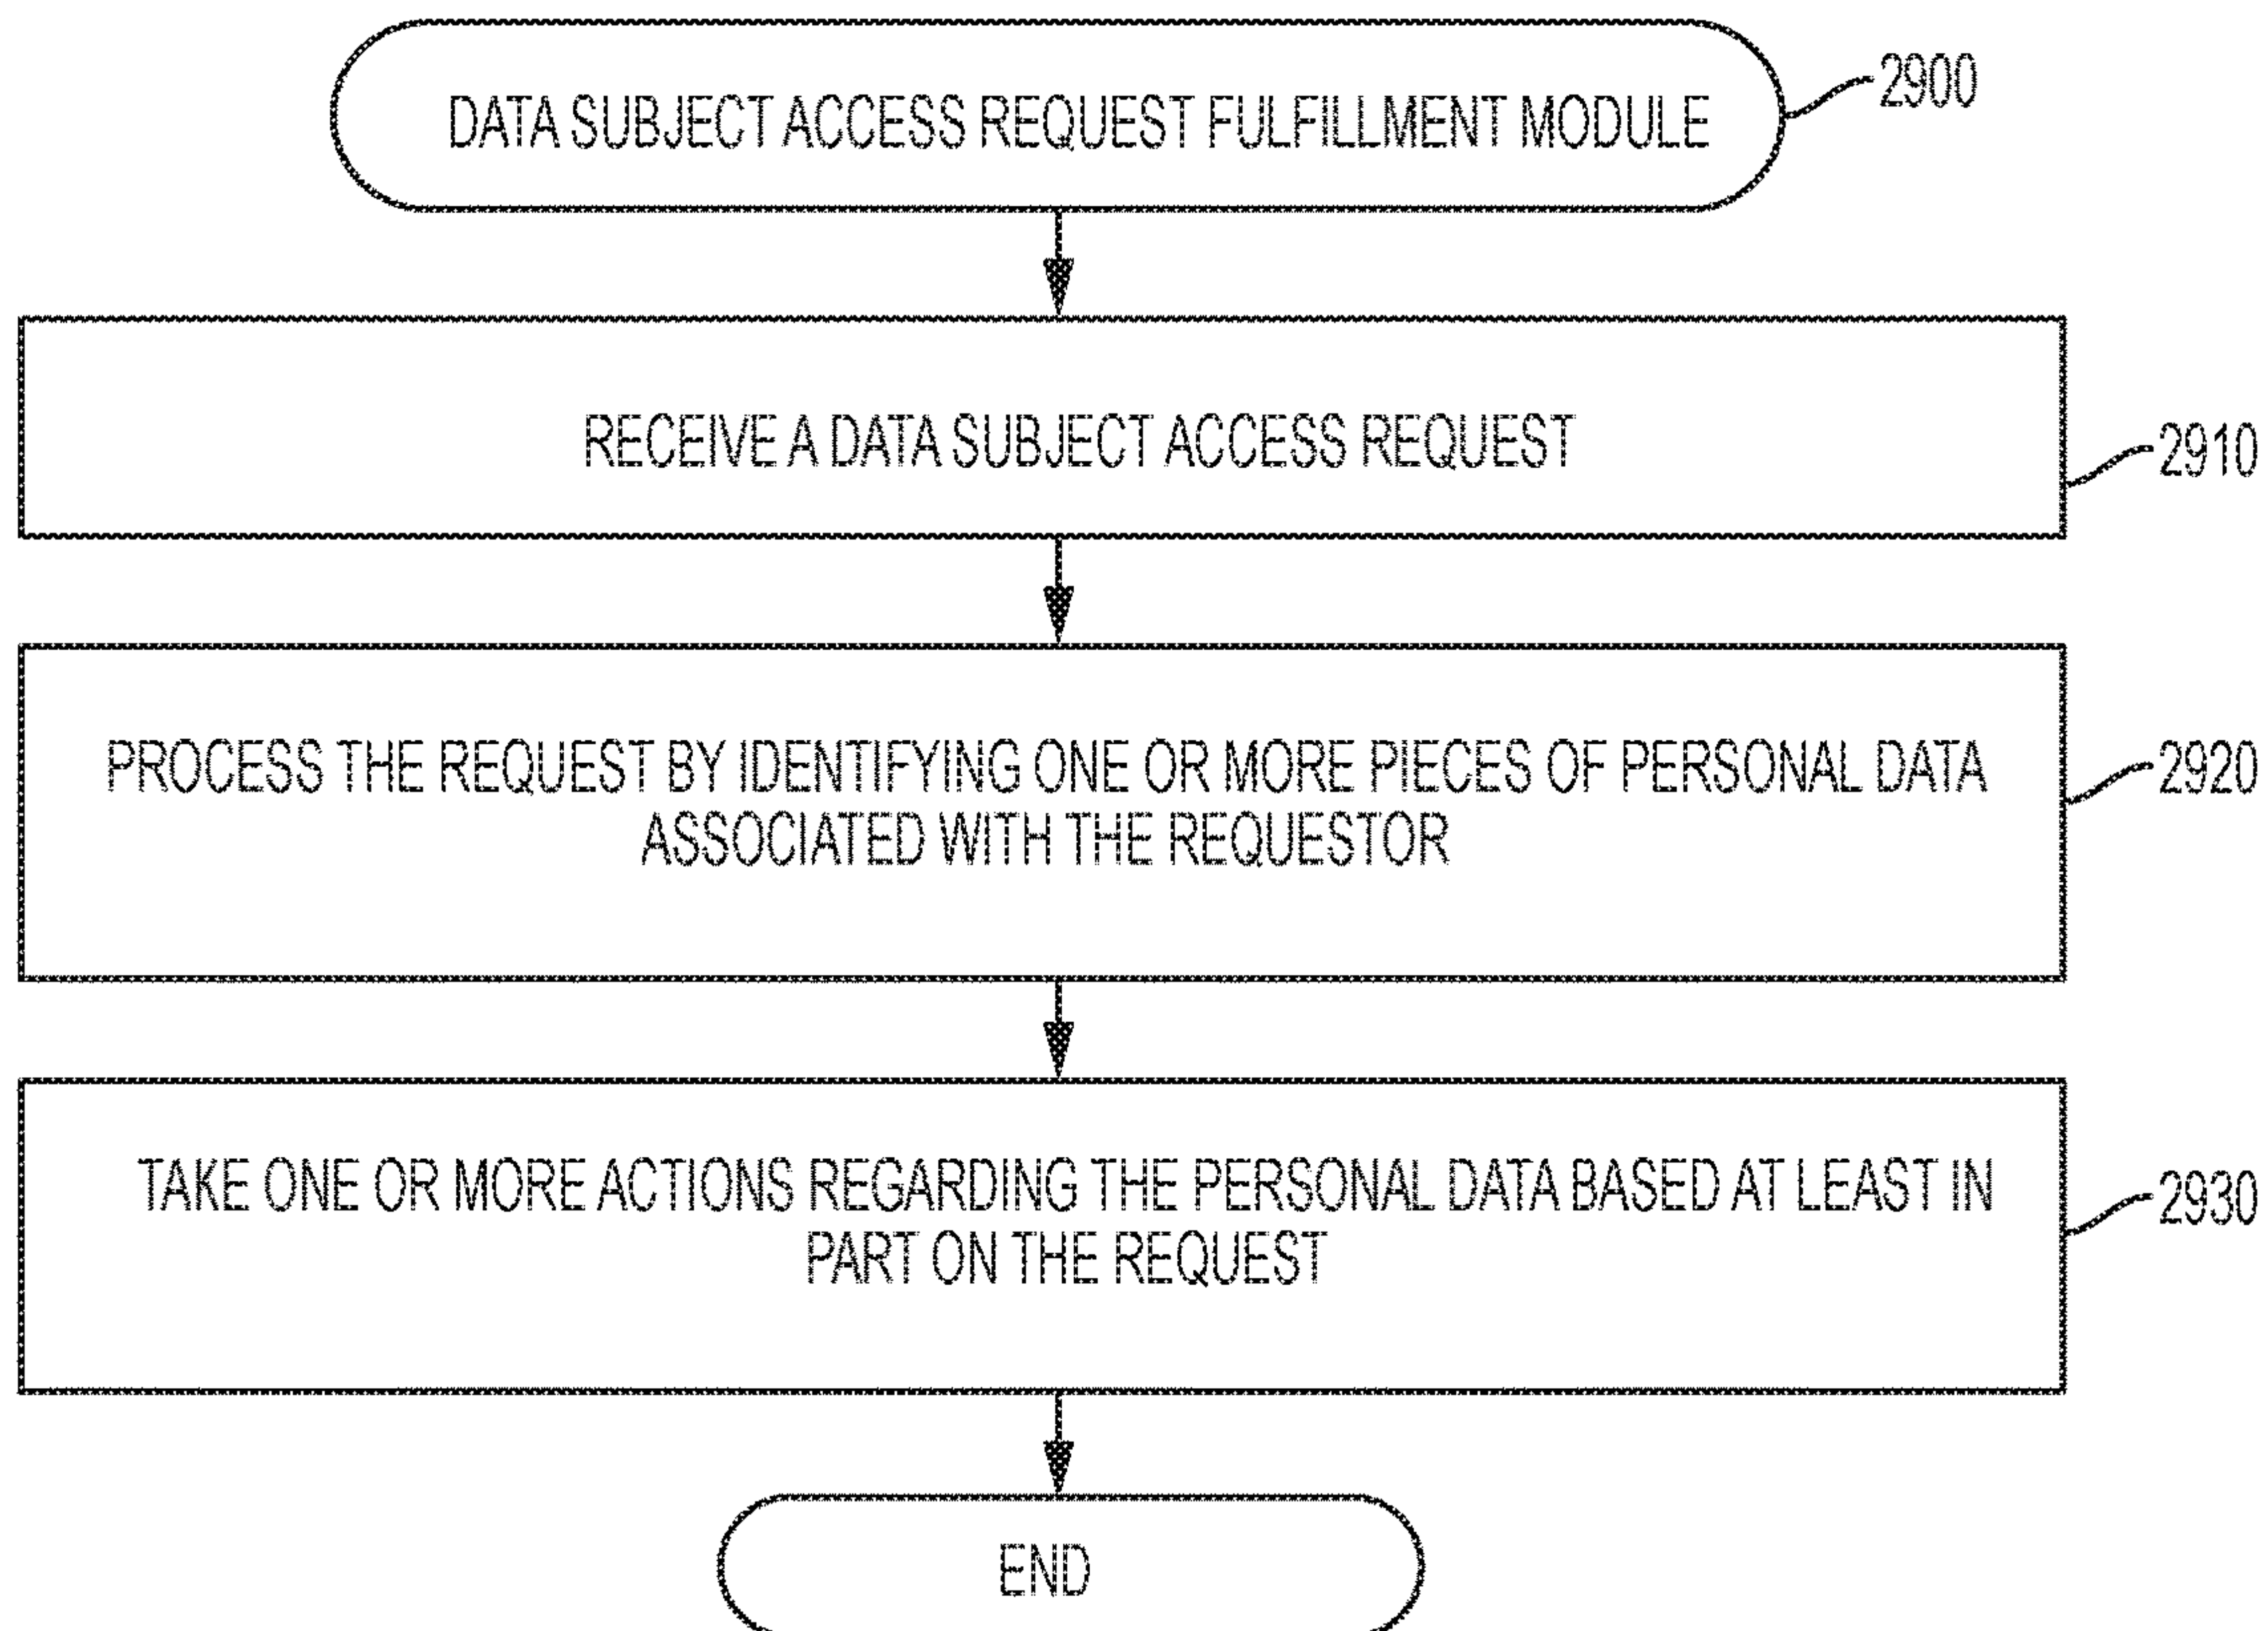 DATA SUBJECT ACCESS REQUEST FULFILLMENT MODULE
2900
RECEIVE A DATA SUBJECT ACCESS REQUEST
2910
PROCESS THE REQUEST BY IDENTIFYING ONE OR MORE PIECES OF PERSONAL DATA
ASSOCIATED WITH THE REQUESTOR
2920
TAKE ONE OR MORE ACTIONS REGARDING THE PERSONAL DATA BASED AT LEAST IN
PART ON THE REQUEST
2930
END